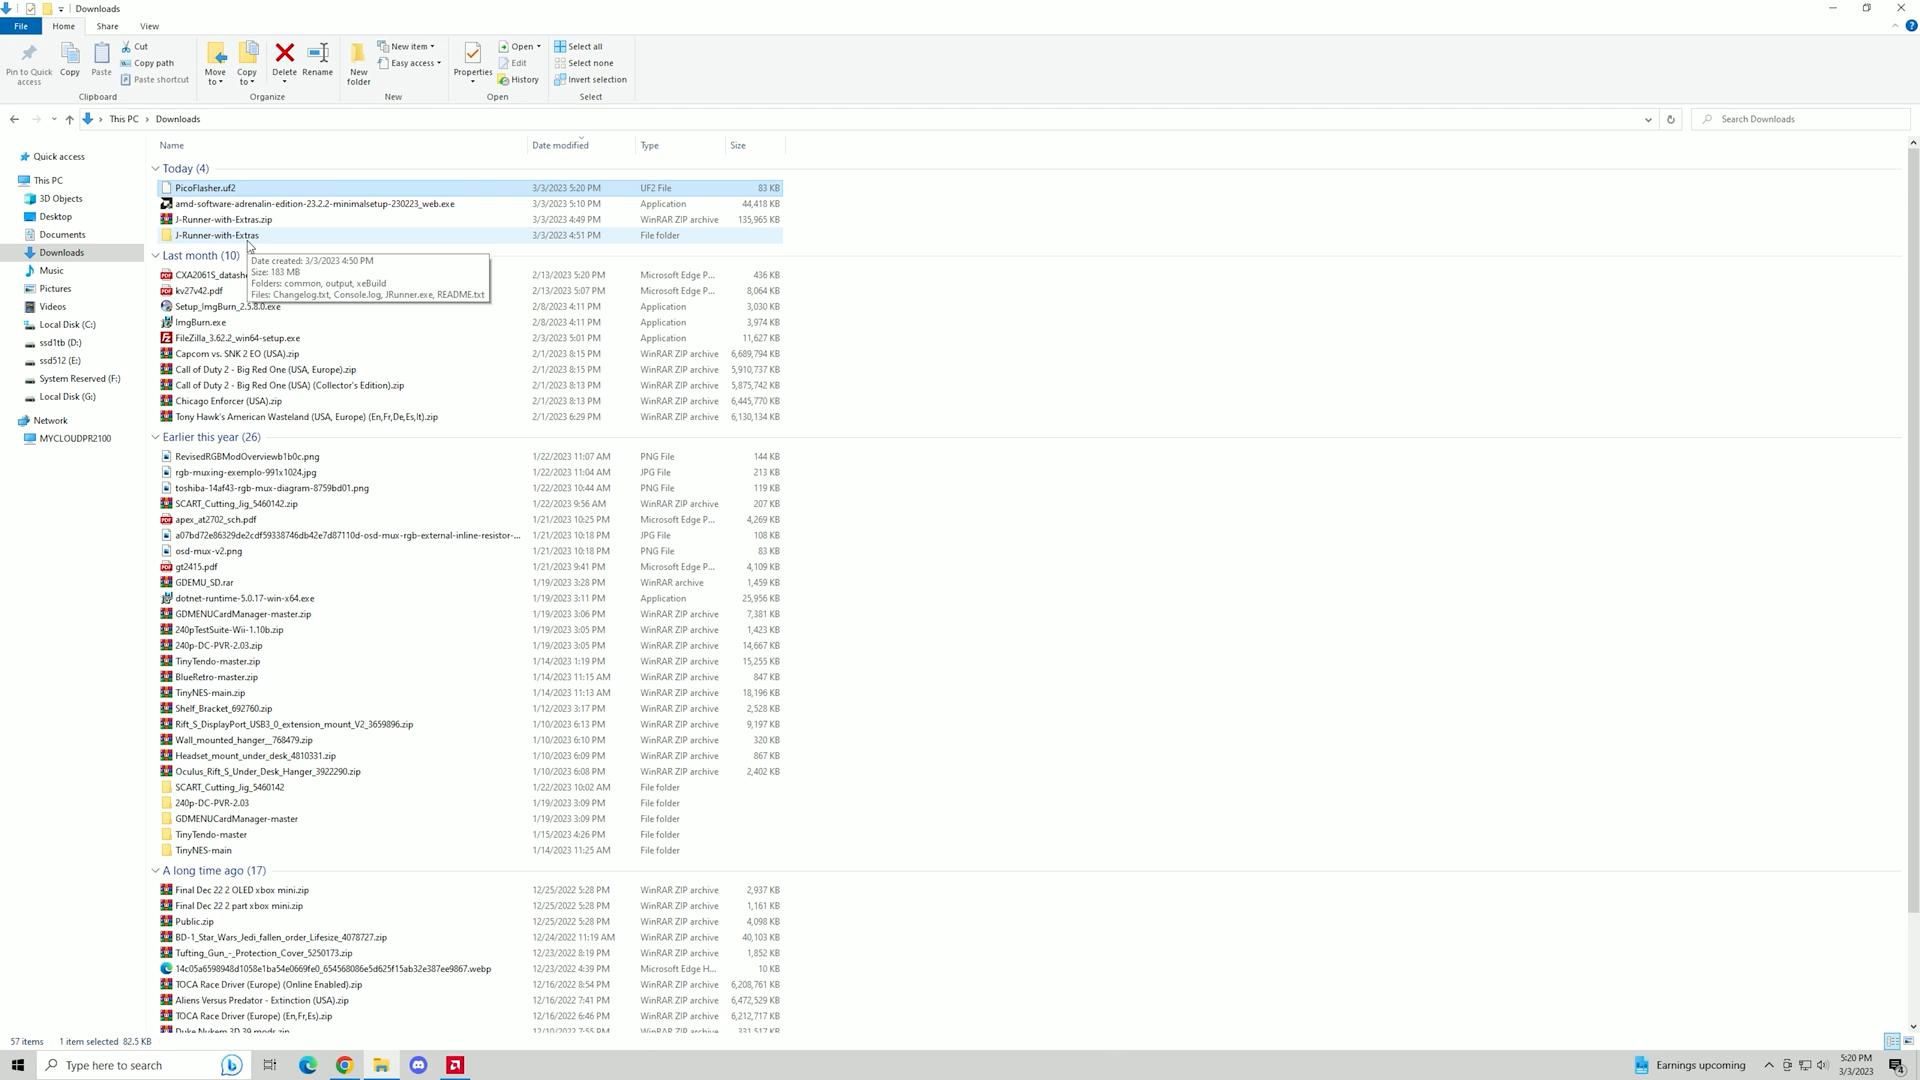 Downloads
File Home Share View
Pin to Quick access
Copy
Paste
Cut
Copy path
Paste shortcut
Clipboard
Move to
Copy to
Delete
Rename
Organize
New folder
New item
Easy access
New
Properties
Open
Edit
History
Open
Select all
Select none
Invert selection
Select
This PC > Downloads
Search Downloads
Quick access
This PC
3D Objects
Desktop
Documents
Downloads
Music
Pictures
Videos
Local Disk (C:)
ssd1tb (D:)
ssd512 (E:)
System Reserved (F:)
Local Disk (G:)
Network
MYCLOUDPR2100
Name Date modified Type Size
Today (4)
PicoFlasher.uf2 3/3/2023 5:20 PM UF2 File 83 KB
amd-software-adrenalin-edition-23.2.2-minimalsetup-230223_web.exe 3/3/2023 5:10 PM Application 44,418 KB
J-Runner-with-Extras.zip 3/3/2023 4:49 PM WinRAR ZIP archive 135,965 KB
J-Runner-with-Extras 3/3/2023 4:51 PM File folder
Last month (10)
Date created: 3/3/2023 4:50 PM
Size: 183 MB
Folders: common, output, xeBuild
Files: Changelog.txt, Console.log, JRunner.exe, README.txt
CXA2061S_datash 2/13/2023 5:20 PM Microsoft Edge P... 436 KB
kv27v42.pdf 2/13/2023 5:07 PM Microsoft Edge P... 8,064 KB
Setup_ImgBurn_2.5.8.0.exe 2/8/2023 4:11 PM Application 3,030 KB
ImgBurn.exe 2/8/2023 4:11 PM Application 3,974 KB
FileZilla_3.62.2_win64-setup.exe 2/3/2023 5:01 PM Application 11,627 KB
Capcom vs. SNK 2 EO (USA).zip 2/1/2023 8:15 PM WinRAR ZIP archive 6,689,794 KB
Call of Duty 2 - Big Red One (USA, Europe).zip 2/1/2023 8:15 PM WinRAR ZIP archive 5,910,737 KB
Call of Duty 2 - Big Red One (USA) (Collector's Edition).zip 2/1/2023 8:13 PM WinRAR ZIP archive 5,875,742 KB
Chicago Enforcer (USA).zip 2/1/2023 8:13 PM WinRAR ZIP archive 6,445,770 KB
Tony Hawk's American Wasteland (USA, Europe) (En,Fr,De,Es,It).zip 2/1/2023 6:29 PM WinRAR ZIP archive 6,130,134 KB
Earlier this year (26)
RevisedRGBModOverviewb1b0c.png 1/22/2023 11:07 AM PNG File 144 KB
rgb-muxing-exemplo-991x1024.jpg 1/22/2023 11:04 AM JPG File 213 KB
toshiba-14af43-rgb-mux-diagram-8759bd01.png 1/22/2023 10:44 AM PNG File 119 KB
SCART_Cutting_Jig_5460142.zip 1/22/2023 9:56 AM WinRAR ZIP archive 207 KB
apex_at2702_sch.pdf 1/21/2023 10:25 PM Microsoft Edge P... 4,269 KB
a07bd72e86329de2cdf59338746db42e7d87110d-osd-mux-rgb-external-inline-resistor-... 1/21/2023 10:18 PM JPG File 108 KB
osd-mux-v2.png 1/21/2023 10:18 PM PNG File 83 KB
gt2415.pdf 1/21/2023 9:41 PM Microsoft Edge P... 4,109 KB
GDEMU_SD.rar 1/19/2023 3:28 PM WinRAR archive 1,459 KB
dotnet-runtime-5.0.17-win-x64.exe 1/19/2023 3:11 PM Application 25,956 KB
GDMENUCardManager-master.zip 1/19/2023 3:06 PM WinRAR ZIP archive 7,381 KB
240pTestSuite-Wii-1.10b.zip 1/19/2023 3:05 PM WinRAR ZIP archive 1,423 KB
240p-DC-PVR-2.03.zip 1/19/2023 3:05 PM WinRAR ZIP archive 14,667 KB
TinyTendo-master.zip 1/14/2023 1:19 PM WinRAR ZIP archive 15,255 KB
BlueRetro-master.zip 1/14/2023 11:15 AM WinRAR ZIP archive 847 KB
TinyNES-main.zip 1/14/2023 11:13 AM WinRAR ZIP archive 18,196 KB
Shelf_Bracket_692760.zip 1/12/2023 3:17 PM WinRAR ZIP archive 2,528 KB
Rift_S_DisplayPort_USB3_0_extension_mount_V2_3659896.zip 1/10/2023 6:13 PM WinRAR ZIP archive 9,197 KB
Wall_mounted_hanger__768479.zip 1/10/2023 6:10 PM WinRAR ZIP archive 320 KB
Headset_mount_under_desk_4810331.zip 1/10/2023 6:09 PM WinRAR ZIP archive 867 KB
Oculus_Rift_S_Under_Desk_Hanger_3922290.zip 1/10/2023 6:08 PM WinRAR ZIP archive 2,402 KB
SCART_Cutting_Jig_5460142 1/22/2023 10:02 AM File folder
240p-DC-PVR-2.03 1/19/2023 3:09 PM File folder
GDMENUCardManager-master 1/19/2023 3:09 PM File folder
TinyTendo-master 1/15/2023 4:26 PM File folder
TinyNES-main 1/14/2023 11:25 AM File folder
A long time ago (17)
Final Dec 22 2 OLED xbox mini.zip 12/25/2022 5:28 PM WinRAR ZIP archive 2,937 KB
Final Dec 22 2 part xbox mini.zip 12/25/2022 5:28 PM WinRAR ZIP archive 1,161 KB
Public.zip 12/25/2022 5:28 PM WinRAR ZIP archive 4,098 KB
BD-1_Star_Wars_Jedi_fallen_order_Lifesize_4078727.zip 12/24/2022 11:19 AM WinRAR ZIP archive 40,103 KB
Tufting_Gun_-_Protection_Cover_5250173.zip 12/23/2022 8:19 PM WinRAR ZIP archive 1,852 KB
14c05a6598948d1058e1ba54e0669fe0_654568086e5d625f15ab32e387ee9867.webp 12/23/2022 4:39 PM Microsoft Edge H... 10 KB
TOCA Race Driver (Europe) (Online Enabled).zip 12/16/2022 8:54 PM WinRAR ZIP archive 6,208,761 KB
Aliens Versus Predator - Extinction (USA).zip 12/16/2022 7:41 PM WinRAR ZIP archive 6,472,529 KB
TOCA Race Driver (Europe) (En,Fr,Es).zip 12/16/2022 6:46 PM WinRAR ZIP archive 6,212,717 KB
Duke Nukem 3D 39 mods.zip 12/10/2022 7:55 PM WinRAR ZIP archive 331,517 KB
57 items 1 item selected 82.5 KB
Type here to search
Earnings upcoming
5:20 PM
3/3/2023
4